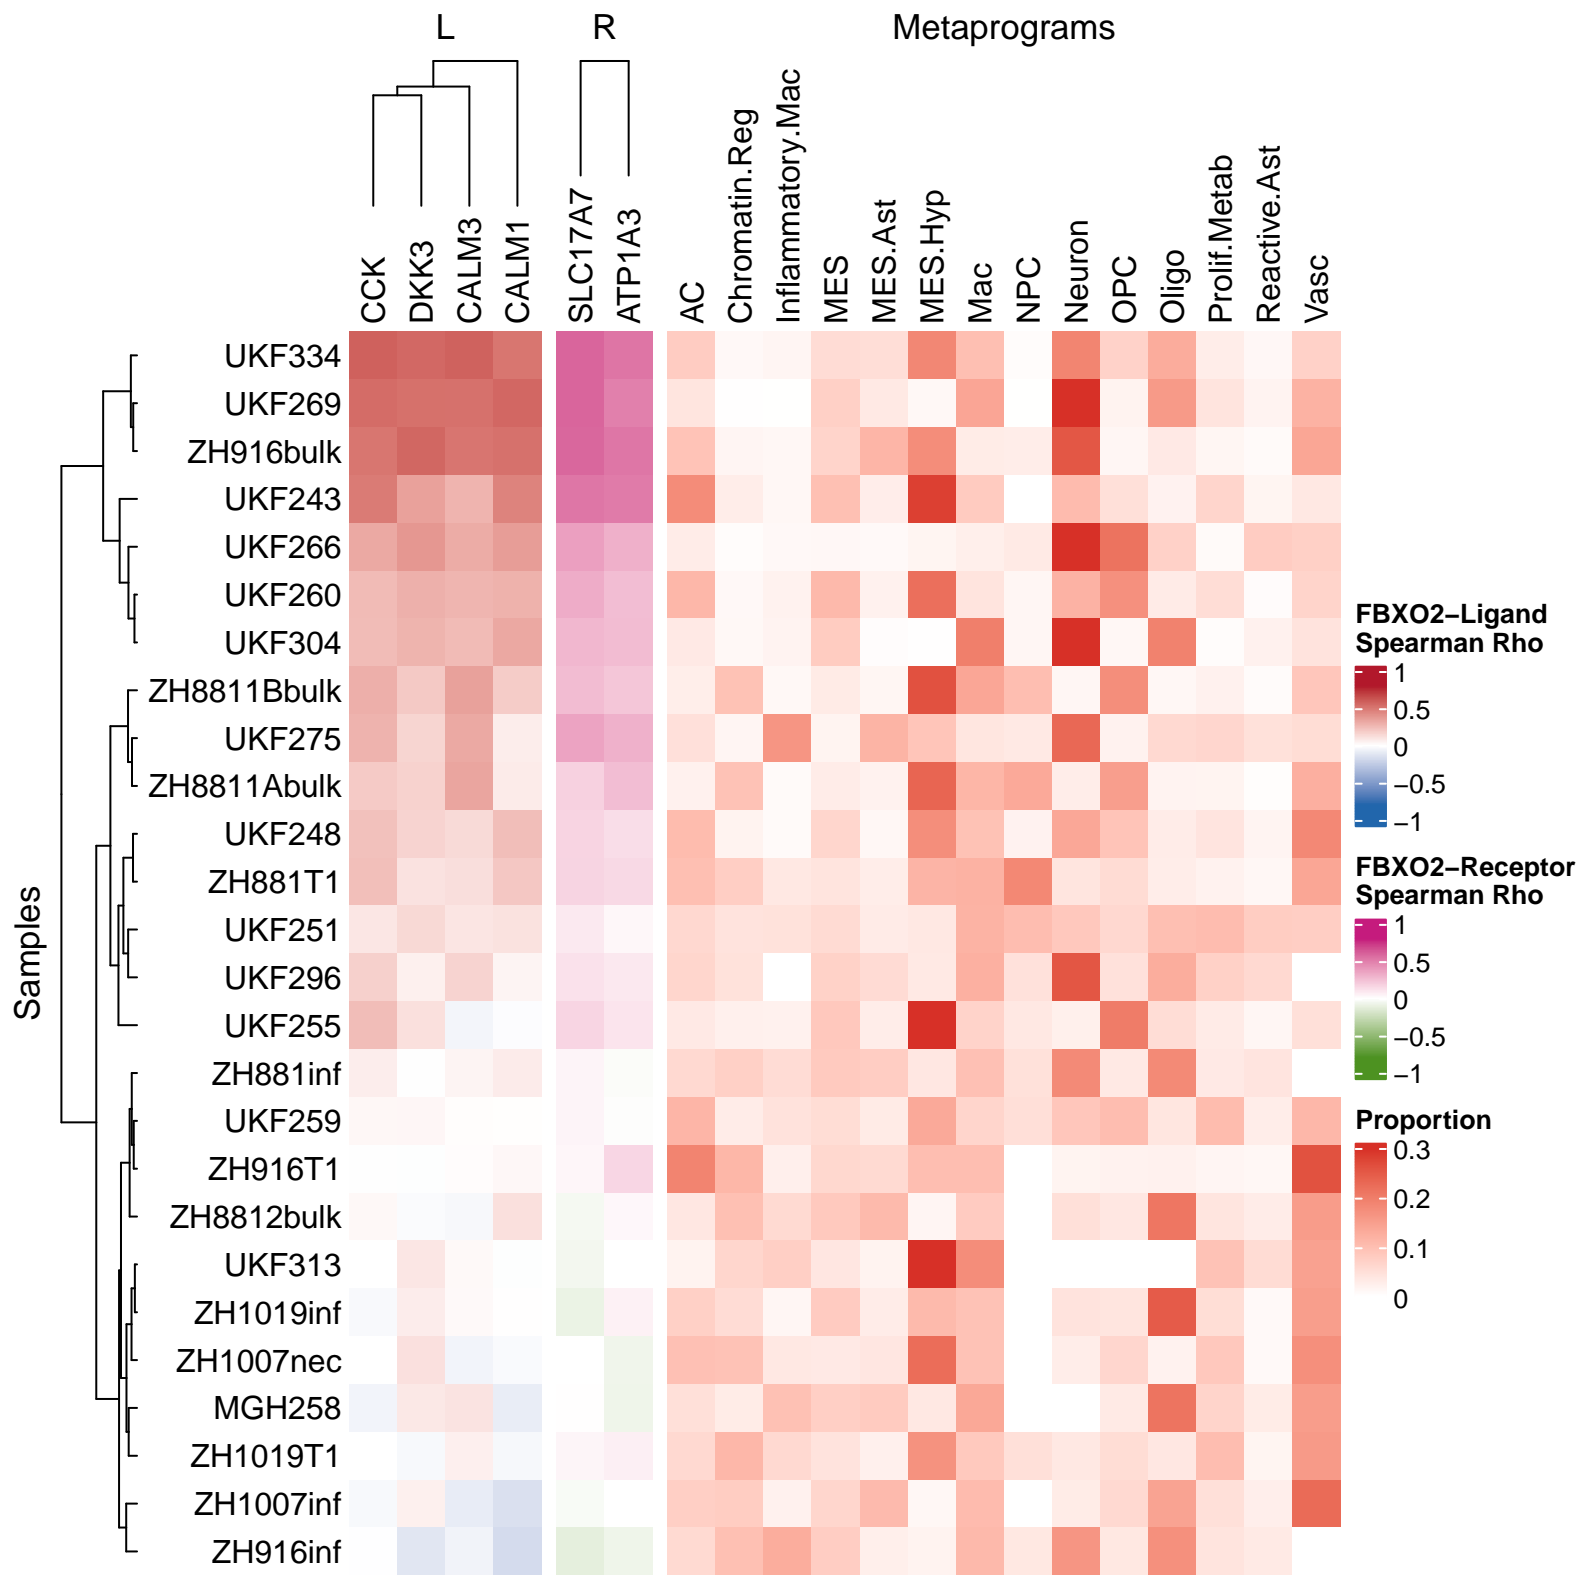 L
R
Metaprograms
CCK
DKK3
CALM3
CALM1
SLC17A7
ATP1A3
AC
Chromatin.Reg
Inflammatory.Mac
MES
MES.Ast
MES.Hyp
Mac
NPC
Neuron
OPC
Oligo
Prolif.Metab
Reactive.Ast
Vasc
Samples
UKF334
UKF269
ZH916bulk
UKF243
UKF266
UKF260
UKF304
ZH8811Bbulk
UKF275
ZH8811Abulk
UKF248
ZH881T1
UKF251
UKF296
UKF255
ZH881inf
UKF259
ZH916T1
ZH8812bulk
UKF313
ZH1019inf
ZH1007nec
MGH258
ZH1019T1
ZH1007inf
ZH916inf
FBXO2−Ligand
Spearman Rho
1
0.5
0
−0.5
−1
FBXO2−Receptor
Spearman Rho
1
0.5
0
−0.5
−1
Proportion
0.3
0.2
0.1
0